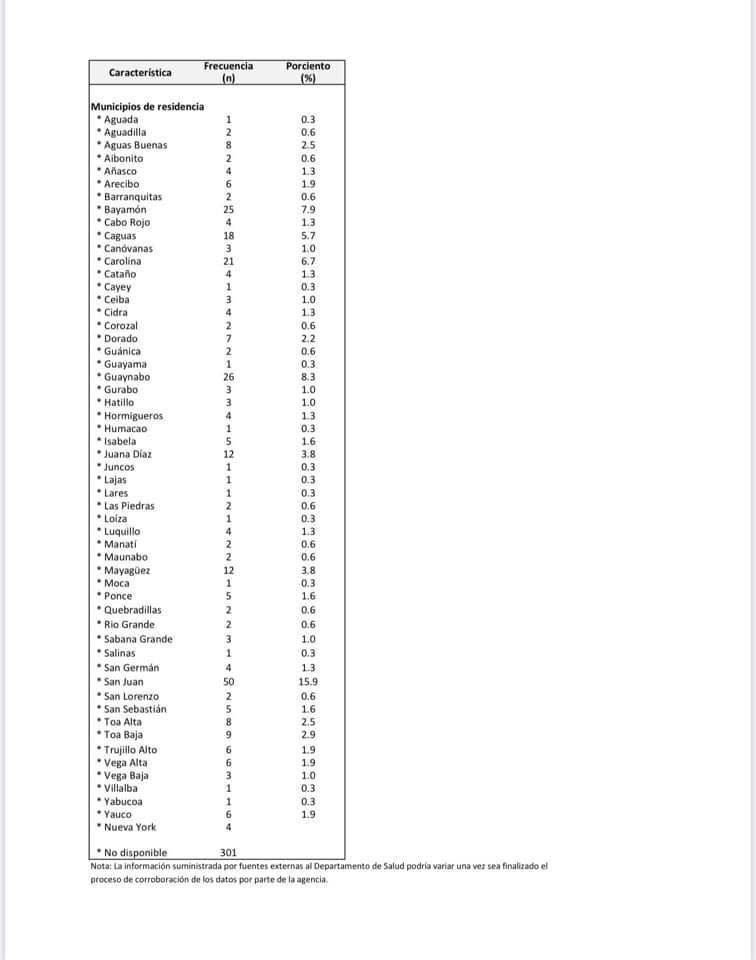 Característica Frecuencia (n) Porciento (%)
Municipios de residencia
* Aguada 1 0.3
* Aguadilla 2 0.6
* Aguas Buenas 8 2.5
* Aibonito 2 0.6
* Añasco 4 1.3
* Arecibo 6 1.9
* Barranquitas 2 0.6
* Bayamón 25 7.9
* Cabo Rojo 4 1.3
* Caguas 18 5.7
* Canóvanas 3 1.0
* Carolina 21 6.7
* Cataño 4 1.3
* Cayey 1 0.3
* Ceiba 3 1.0
* Cidra 4 1.3
* Corozal 2 0.6
* Dorado 7 2.2
* Guánica 2 0.6
* Guayama 1 0.3
* Guaynabo 26 8.3
* Gurabo 3 1.0
* Hatillo 3 1.0
* Hormigueros 4 1.3
* Humacao 1 0.3
* Isabela 5 1.6
* Juana Díaz 12 3.8
* Juncos 1 0.3
* Lajas 1 0.3
* Lares 1 0.3
* Las Piedras 2 0.6
* Loíza 1 0.3
* Luquillo 4 1.3
* Manatí 2 0.6
* Maunabo 2 0.6
* Mayagüez 12 3.8
* Moca 1 0.3
* Ponce 5 1.6
* Quebradillas 2 0.6
* Rio Grande 2 0.6
* Sabana Grande 3 1.0
* Salinas 1 0.3
* San Germán 4 1.3
* San Juan 50 15.9
* San Lorenzo 2 0.6
* San Sebastián 5 1.6
* Toa Alta 8 2.5
* Toa Baja 9 2.9
* Trujillo Alto 6 1.9
* Vega Alta 6 1.9
* Vega Baja 3 1.0
* Villalba 1 0.3
* Yabucoa 1 0.3
* Yauco 6 1.9
* Nueva York 4
* No disponible 301
Nota: La información suministrada por fuentes externas al Departamento de Salud podría variar una vez sea finalizado el
proceso de corroboración de los datos por parte de la agencia.